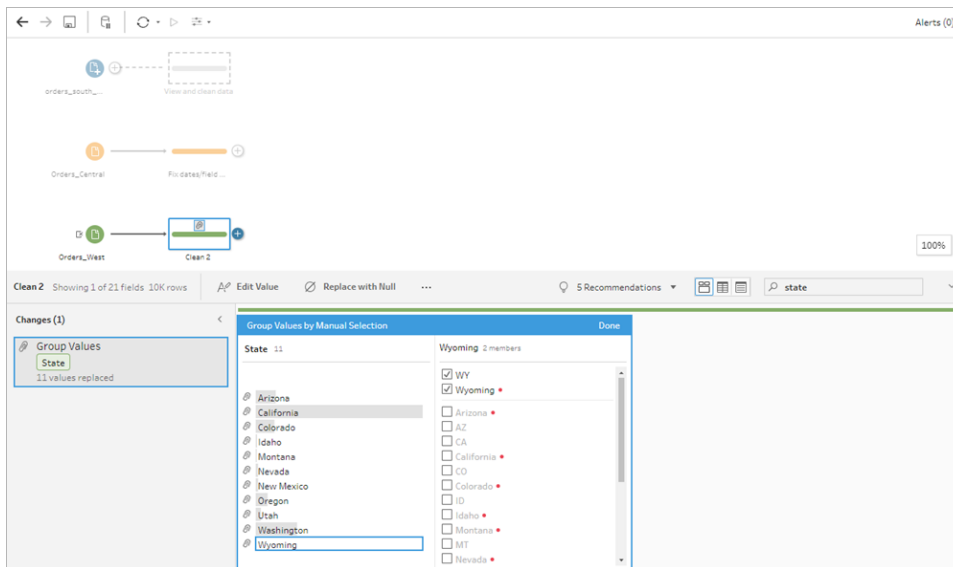 Alerts (0)
orders_south_...
View and clean data
Orders_Central
Fix dates/field ...
Orders_West
Clean 2
100%
Clean 2 Showing 1 of 21 fields 10K rows
Edit Value
Replace with Null
...
5 Recommendations
state
Changes (1)
Group Values
State
11 values replaced
Group Values by Manual Selection
Done
State 11
Arizona
California
Colorado
Idaho
Montana
Nevada
New Mexico
Oregon
Utah
Washington
Wyoming
Wyoming 2 members
WY
Wyoming
Arizona
AZ
CA
California
CO
Colorado
ID
Idaho
Montana
MT
Nevada